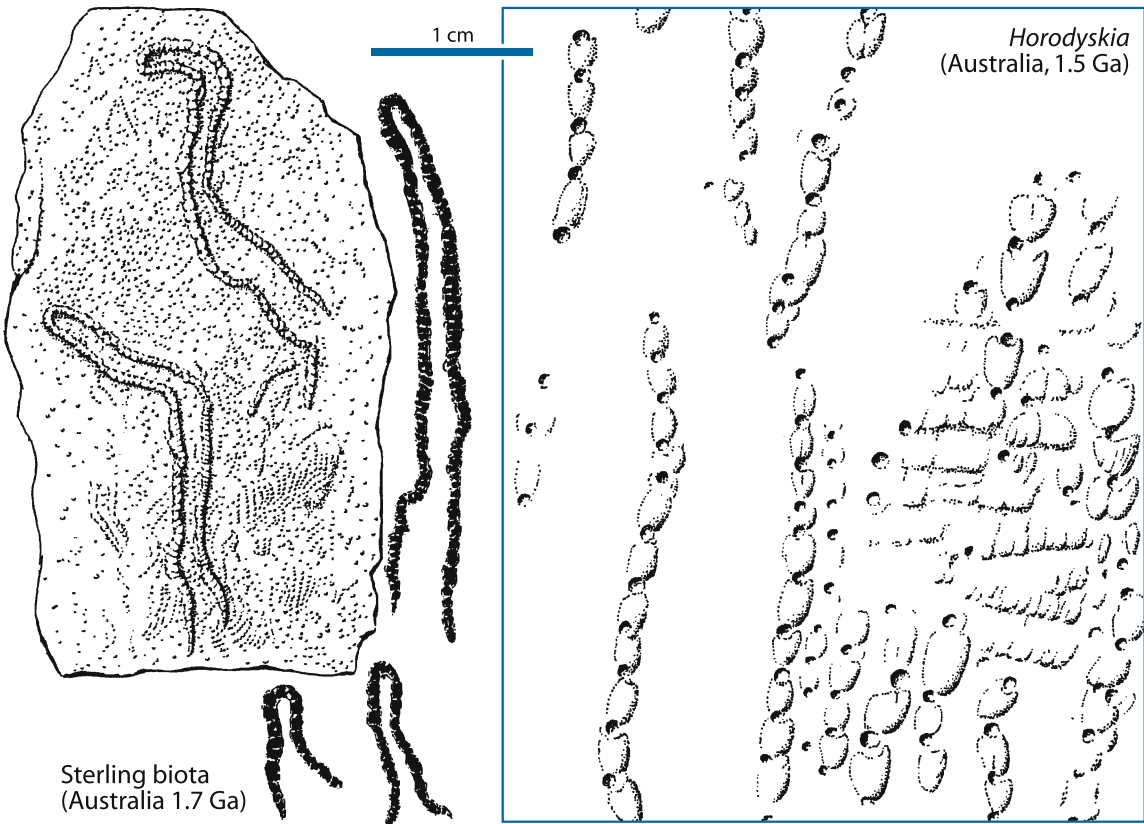 1 cm
Horodyskia
(Australia, 1.5 Ga)
Sterling biota
(Australia 1.7 Ga)